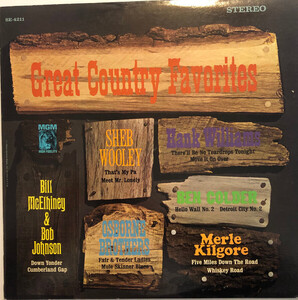 SE-4211
STEREO
Great Country Favorites
MGM
SHEB
WOOLEY
That's My Pa
Meet Mr. Lonely
Hank Williams
There'll Be No Teardrops Tonight
Move It On Over
Bill
McElhiney
&
Bob
Johnson
Down Yonder
Cumberland Gap
BEN COLDER
Hello Wall No. 2 Detroit City No. 2
OSBORNE
BROTHERS
Fair & Tender Ladies
Mule Skinner Blues
Merle
Kilgore
Five Miles Down The Road
Whiskey Road